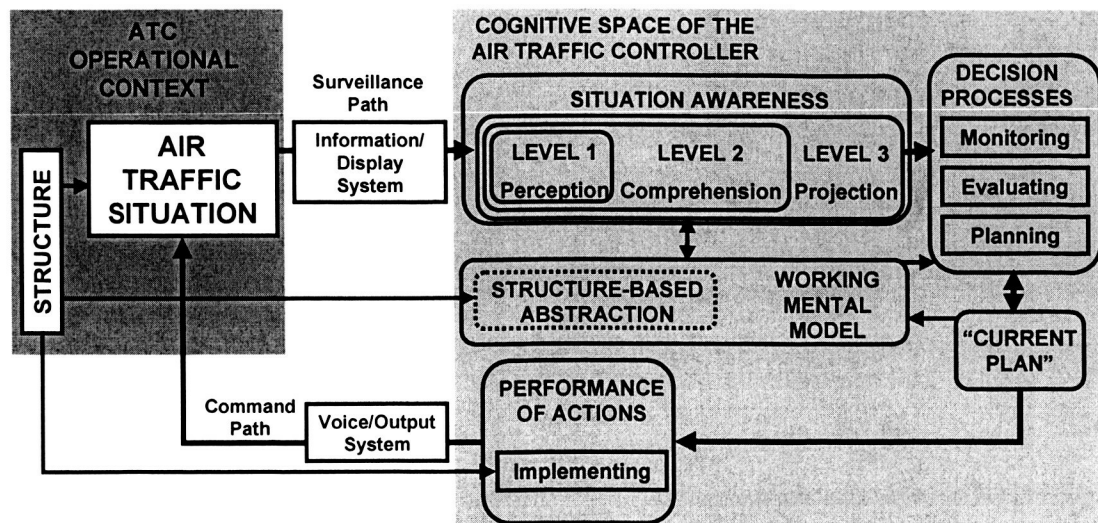 ATC
OPERATIONAL
CONTEXT
STRUCTURE
AIR
TRAFFIC
SITUATION
Surveillance
Path
Information/
Display
System
COGNITIVE SPACE OF THE
AIR TRAFFIC CONTROLLER
SITUATION AWARENESS
LEVEL 1
Perception
LEVEL 2
Comprehension
LEVEL 3
Projection
DECISION
PROCESSES
Monitoring
Evaluating
Planning
STRUCTURE-BASED
ABSTRACTION
WORKING
MENTAL
MODEL
“CURRENT
PLAN”
PERFORMANCE
OF ACTIONS
Implementing
Command
Path
Voice/Output
System